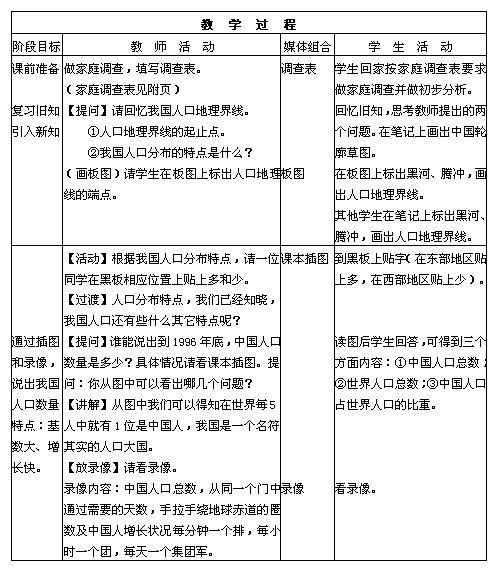 教 学 过 程
阶段目标
教 师 活 动
媒体组合
学 生 活 动
课前准备
复习旧知
引入新知
做家庭调查，填写调查表。
（家庭调查表见附页）
【提问】请回忆我国人口地理界线。
①人口地理界线的起止点。
②我国人口分布的特点是什么？
（画板图）请学生在板图上标出人口地理
线的端点。
调查表
板图
学生回家按家庭调查表要求
做家庭调查并做初步分析。
回忆旧知，思考教师提出的两
个问题。在笔记上画出中国轮
廓草图。
在板图上标出黑河、腾冲，画
出人口地理界线。
其他学生在笔记上标出黑河、
腾冲，画出人口地理界线。
通过插图
和录像，
说出我国
人口数量
特点：基
数大、增
长快。
【活动】根据我国人口分布特点，请一位
同学在黑板相应位置上贴上多和少。
【过渡】人口分布特点，我们已经知晓，
我国人口还有些什么其它特点呢？
【提问】谁能说出到1996年底，中国人口
数量是多少？具体情况请看课本插图。提
问：你从图中可以看出哪几个问题？
【讲解】从图中我们可以得知在世界每5
人中就有1位是中国人，我国是一个名符
其实的人口大国。
【放录像】请看录像。
录像内容：中国人口总数，从同一个门中
通过需要的天数，手拉手绕地球赤道的圈
数及中国人增长状况每分钟一个排，每小
时一个团，每天一个集团军。
课本插图
录像
到黑板上贴字（在东部地区贴
上多，在西部地区贴上少）。
读图后学生回答，可得到三个
方面内容：①中国人口总数；
②世界人口总数；③中国人口
占世界人口的比重。
看录像。